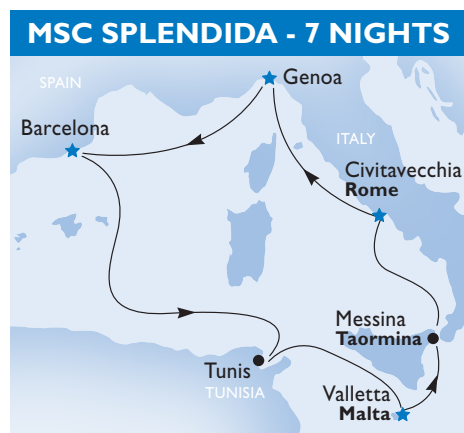 MSC SPLENDIDA - 7 NIGHTS
SPAIN
Genoa
Barcelona
ITALY
Civitavecchia
Rome
Messina
Taormina
Tunis
TUNISIA
Valletta
Malta